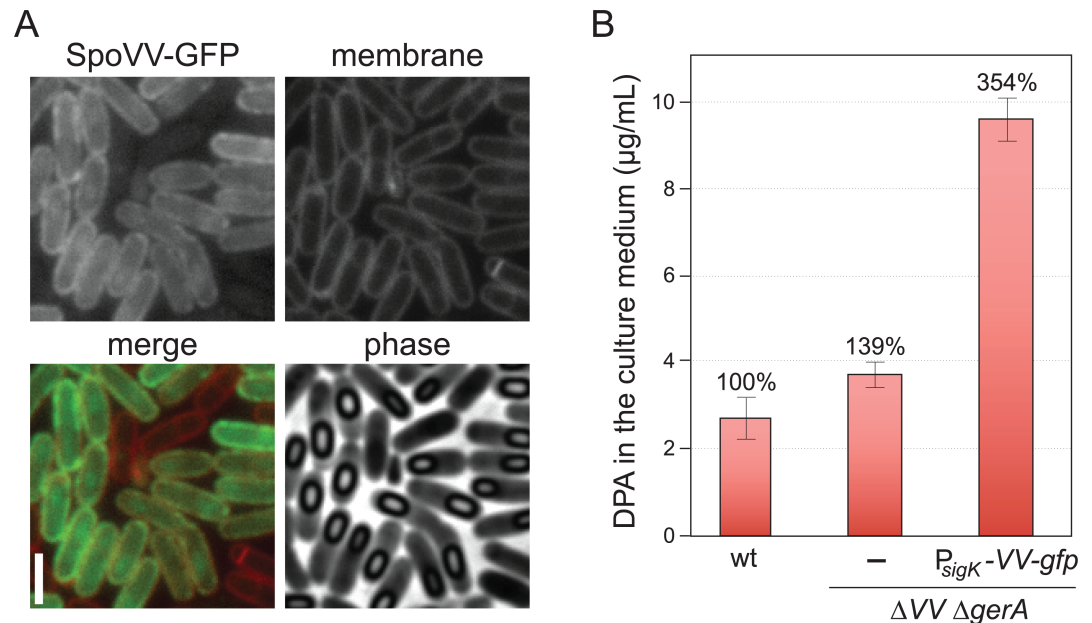 A
SpoVV-GFP
membrane
merge
phase
B
DPA in the culture medium (µg/mL)
10
8
6
4
2
0
100%
139%
354%
wt
–
PsigK-VV-gfp
ΔVV ΔgerA